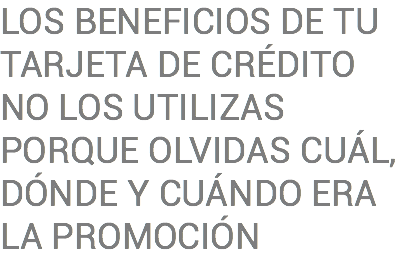 LOS BENEFICIOS DE TU
TARJETA DE CRÉDITO
NO LOS UTILIZAS
PORQUE OLVIDAS CUÁL,
DÓNDE Y CUÁNDO ERA
LA PROMOCIÓN